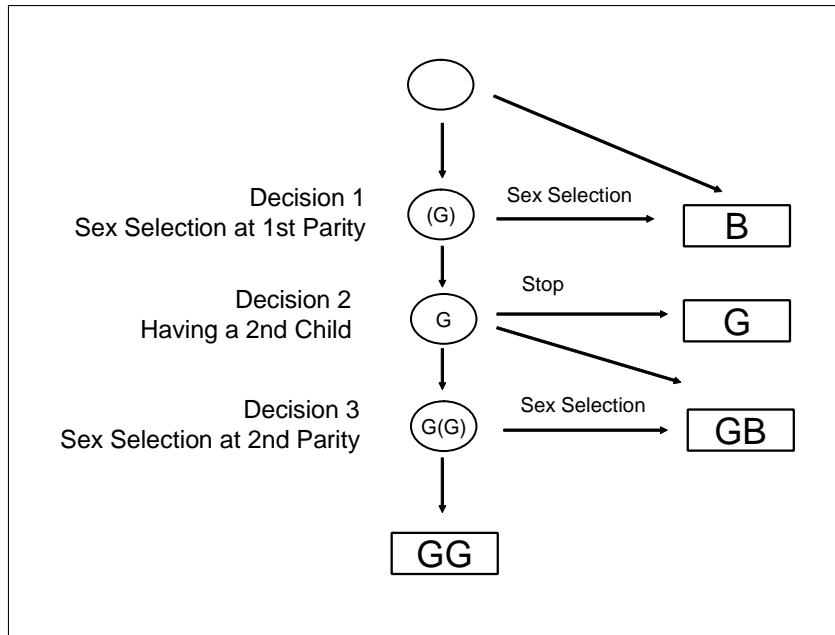 Decision 1
Sex Selection at 1st Parity
(G)
Sex Selection
B
Decision 2
Having a 2nd Child
G
Stop
G
Decision 3
Sex Selection at 2nd Parity
G(G)
Sex Selection
GB
GG